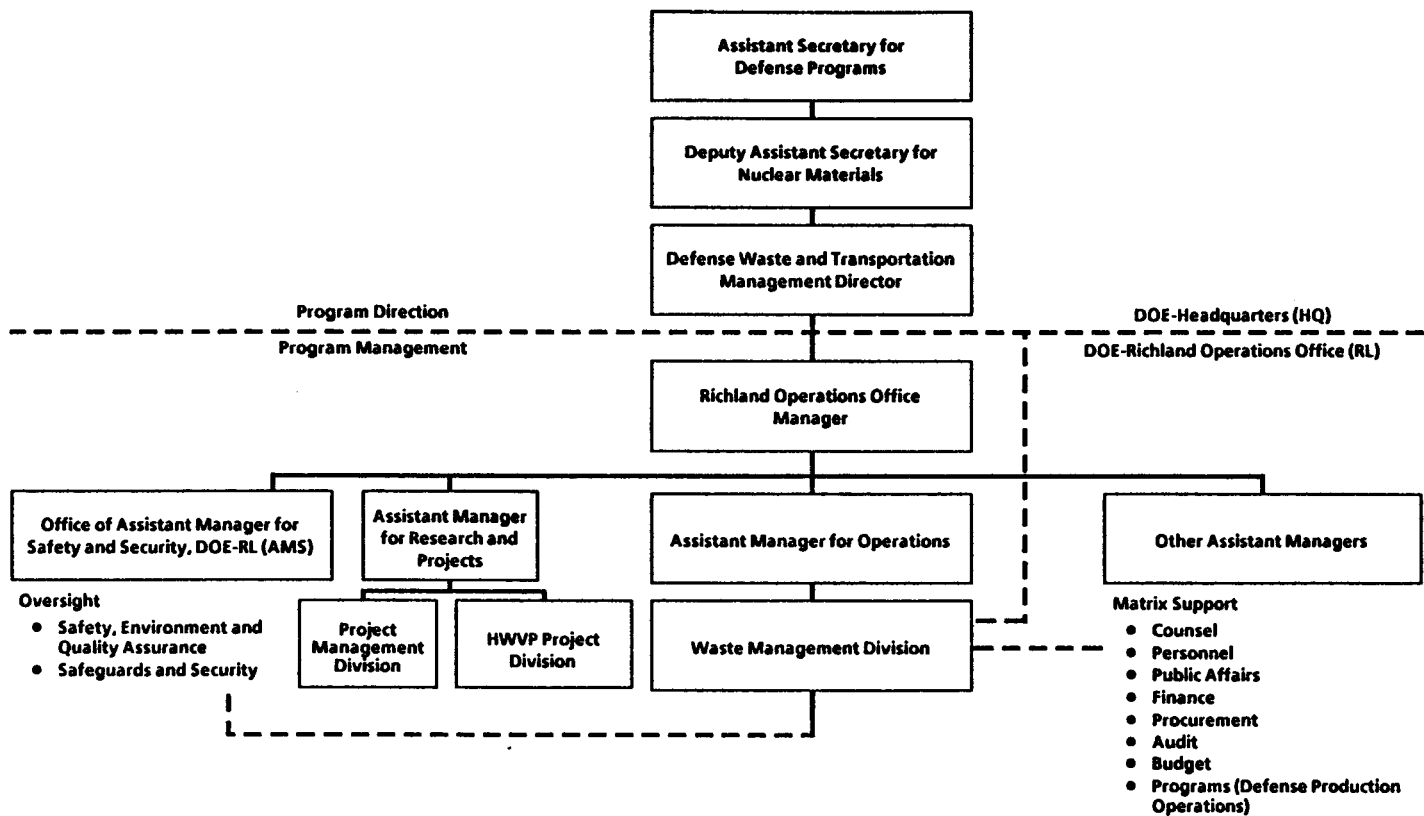 Assistant Secretary for
Defense Programs
Deputy Assistant Secretary for
Nuclear Materials
Defense Waste and Transportation
Management Director
Program Direction
DOE-Headquarters (HQ)
Program Management
DOE-Richland Operations Office (RL)
Richland Operations Office
Manager
Office of Assistant Manager for
Safety and Security, DOE-RL (AMS)
Assistant Manager
for Research and
Projects
Assistant Manager for Operations
Other Assistant Managers
Oversight
● Safety, Environment and
Quality Assurance
● Safeguards and Security
Project
Management
Division
HWVP Project
Division
Waste Management Division
Matrix Support
● Counsel
● Personnel
● Public Affairs
● Finance
● Procurement
● Audit
● Budget
● Programs (Defense Production
Operations)